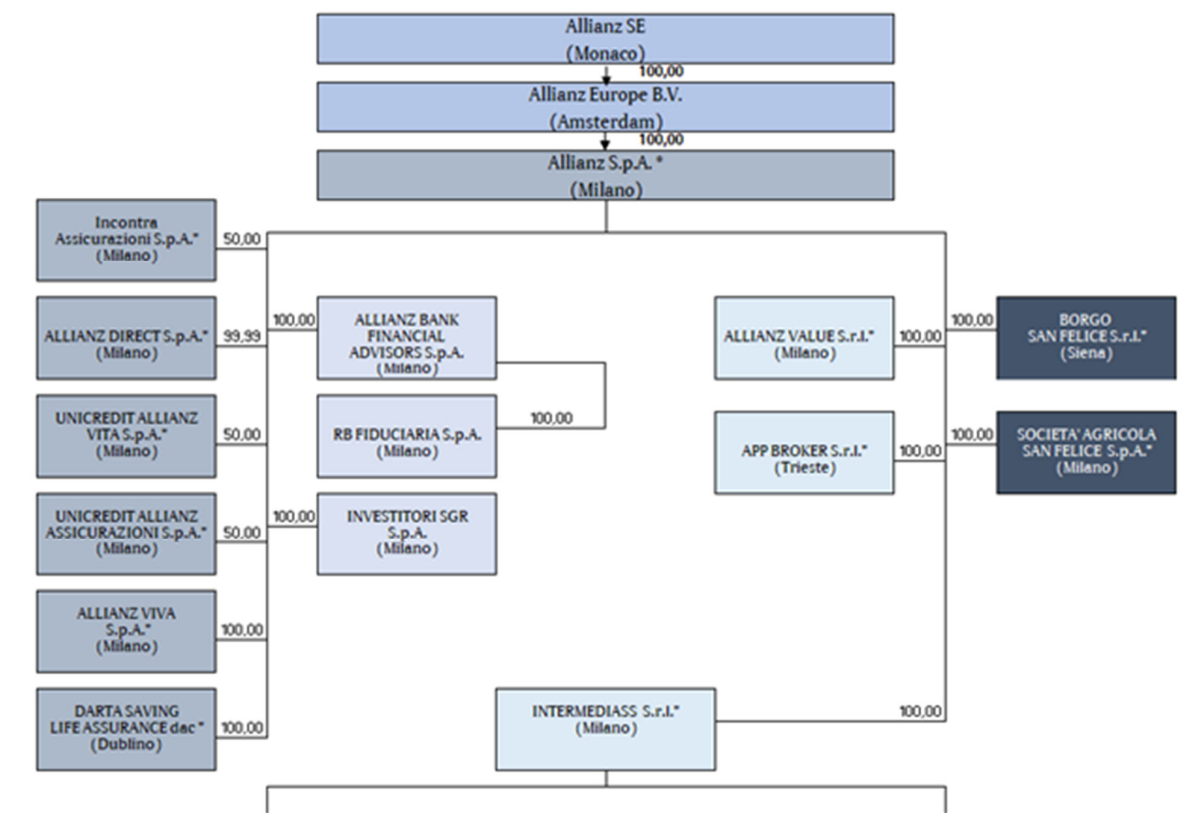 Allianz SE
(Monaco)
100,00
Allianz Europe B.V.
(Amsterdam)
100,00
Allianz S.p.A. *
(Milano)
Incontra
Assicurazioni S.p.A.*
(Milano)
50,00
ALLIANZ DIRECT S.p.A.*
(Milano)
99,99
UNICREDIT ALLIANZ
VITA S.p.A.*
(Milano)
50,00
UNICREDIT ALLIANZ
ASSICURAZIONI S.p.A.*
(Milano)
50,00
ALLIANZ VIVA
S.p.A.*
(Milano)
100,00
DARTA SAVING
LIFE ASSURANCE dac *
(Dublino)
100,00
100,00
ALLIANZ BANK
FINANCIAL
ADVISORS S.p.A.
(Milano)
RB FIDUCIARIA S.p.A.
(Milano)
100,00
100,00
INVESTITORI SGR
S.p.A.
(Milano)
ALLIANZ VALUE S.r.l.*
(Milano)
100,00
APP BROKER S.r.l.*
(Trieste)
100,00
100,00
BORGO
SAN FELICE S.r.l.*
(Siena)
100,00
SOCIETA' AGRICOLA
SAN FELICE S.p.A.*
(Milano)
INTERMEDIASS S.r.l.*
(Milano)
100,00